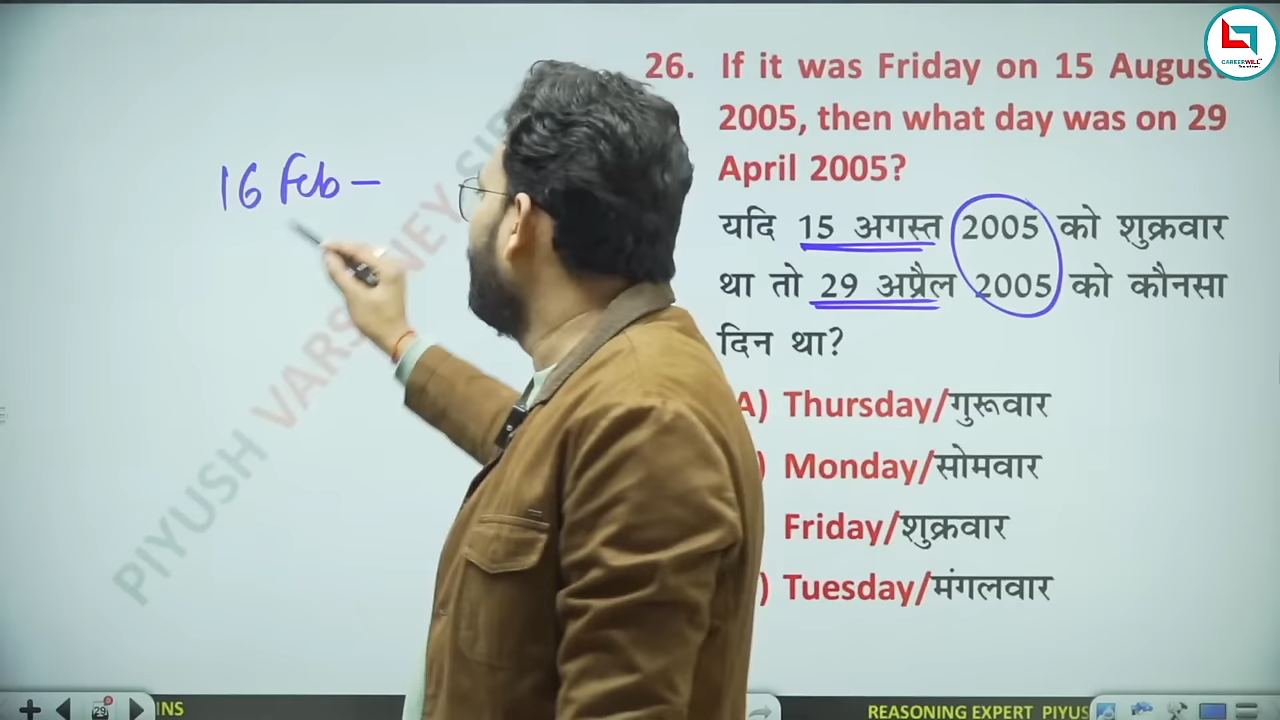 CAREERWILL
26. If it was Friday on 15 August
2005, then what day was on 29
April 2005?
यदि 15 अगस्त 2005 को शुक्रवार
था तो 29 अप्रैल 2005 को कौनसा
दिन था?
A) Thursday/गुरूवार
) Monday/सोमवार
Friday/शुक्रवार
) Tuesday/मंगलवार
16 Feb –
PIYUSH VARSHNEY SIR
29
INS
REASONING EXPERT PIYUS